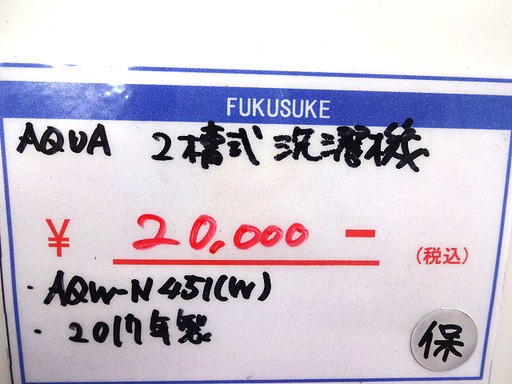 FUKUSUKE
AQUA 2槽式洗濯機
¥ 20,000 - (税込)
・AQW-N451(W)
・2017年製
保